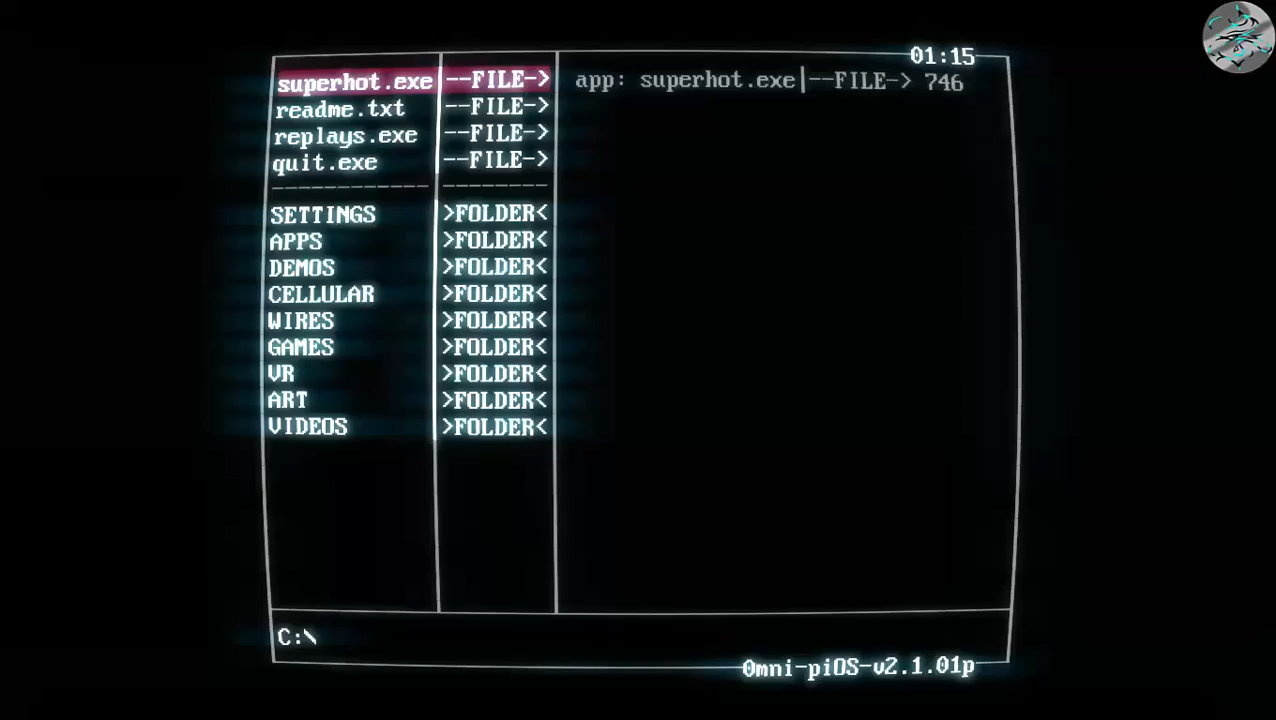 01:15
superhot.exe|--FILE-> app: superhot.exe|--FILE-> 746
readme.txt --FILE->
replays.exe --FILE->
quit.exe --FILE->
------------ --------
SETTINGS >FOLDER<
APPS >FOLDER<
DEMOS >FOLDER<
CELLULAR >FOLDER<
WIRES >FOLDER<
GAMES >FOLDER<
VR >FOLDER<
ART >FOLDER<
VIDEOS >FOLDER<
C:\
0mni-piOS-v2.1.01p